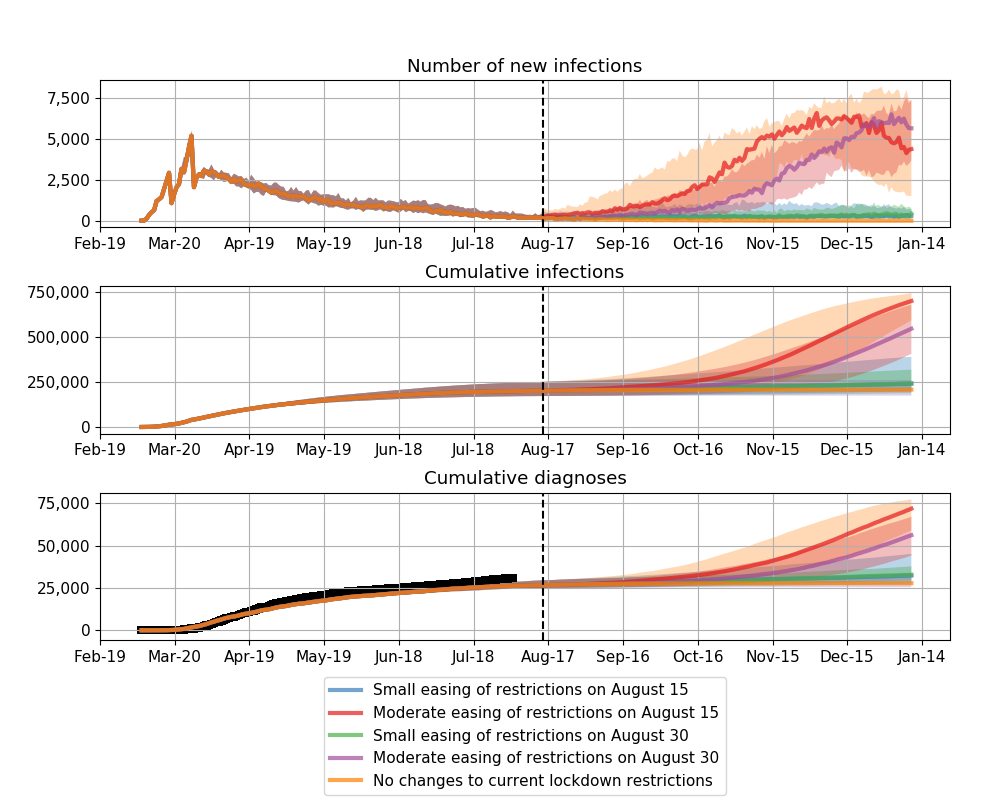 Number of new infections
7,500
5,000
2,500
0
Feb-19 Mar-20 Apr-19 May-19 Jun-18 Jul-18 Aug-17 Sep-16 Oct-16 Nov-15 Dec-15 Jan-14
Cumulative infections
750,000
500,000
250,000
0
Feb-19 Mar-20 Apr-19 May-19 Jun-18 Jul-18 Aug-17 Sep-16 Oct-16 Nov-15 Dec-15 Jan-14
Cumulative diagnoses
75,000
50,000
25,000
0
Feb-19 Mar-20 Apr-19 May-19 Jun-18 Jul-18 Aug-17 Sep-16 Oct-16 Nov-15 Dec-15 Jan-14
Small easing of restrictions on August 15
Moderate easing of restrictions on August 15
Small easing of restrictions on August 30
Moderate easing of restrictions on August 30
No changes to current lockdown restrictions